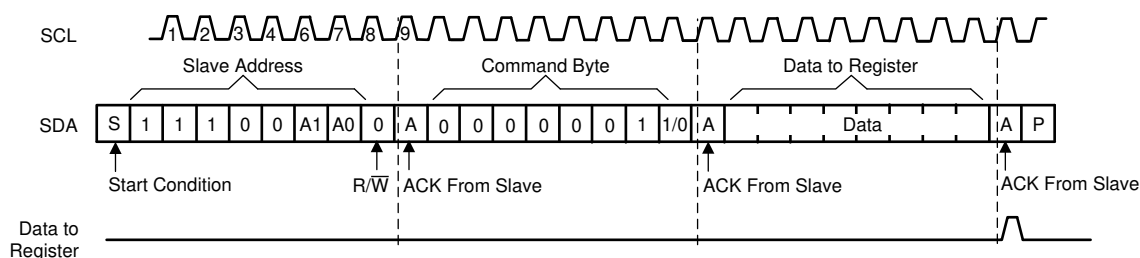 SCL 1 2 3 4 6 7 8 9
Slave Address Command Byte Data to Register
SDA S 1 1 1 0 0 A1 A0 0 A 0 0 0 0 0 0 1 1/0 A Data A P
Start Condition R/W̅ ACK From Slave ACK From Slave ACK From Slave
Data to
Register